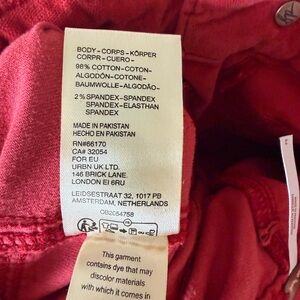 BODY-CORPS-KÖRPER
CORPR-CUERO-
98% COTTON-COTON-
ALGODÓN-COTONE-
BAUMWOLLE-ALGODÃO-
2% SPANDEX-SPANDEX
SPANDEX-ELASTHAN
SPANDEX
MADE IN PAKISTAN
HECHO EN PAKISTAN
RN#66170
CA# 32054
FOR EU
URBN UK LTD.
146 BRICK LANE.
LONDON EI 6RU
LEIDSESTRAAT 32, 1017 PB
AMSTERDAM, NETHERLANDS
This garment
contains dye that may
discolor materials
with which it comes in